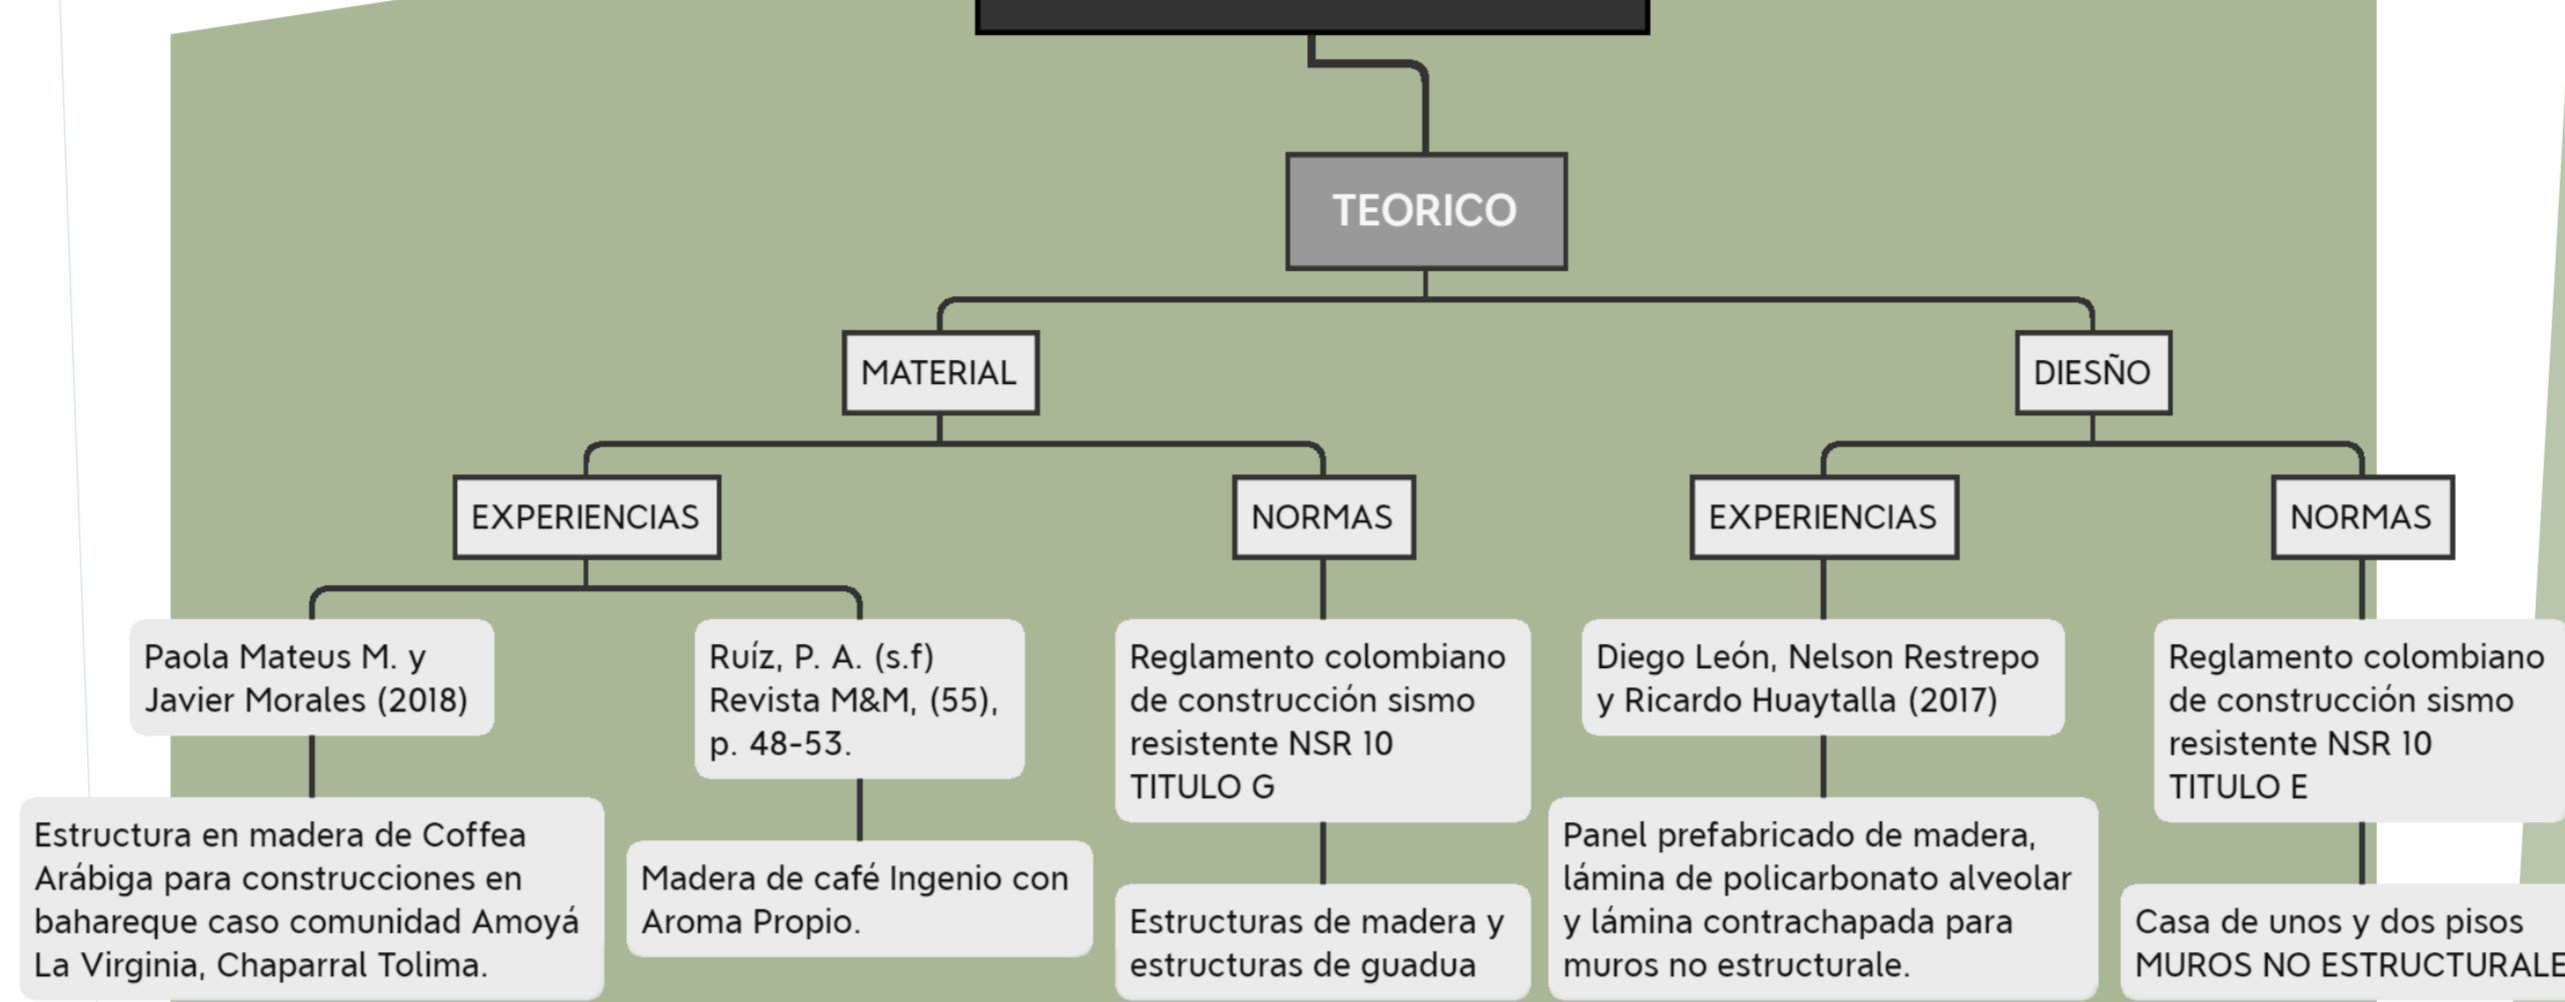 TEORICO
MATERIAL
DIESÑO
EXPERIENCIAS
NORMAS
EXPERIENCIAS
NORMAS
Paola Mateus M. y
Javier Morales (2018)
Ruíz, P. A. (s.f)
Revista M&M, (55),
p. 48-53.
Reglamento colombiano
de construcción sismo
resistente NSR 10
TITULO G
Diego León, Nelson Restrepo
y Ricardo Huaytalla (2017)
Reglamento colombiano
de construcción sismo
resistente NSR 10
TITULO E
Estructura en madera de Coffea
Arábiga para construcciones en
bahareque caso comunidad Amoyá
La Virginia, Chaparral Tolima.
Madera de café Ingenio con
Aroma Propio.
Estructuras de madera y
estructuras de guadua
Panel prefabricado de madera,
lámina de policarbonato alveolar
y lámina contrachapada para
muros no estructurale.
Casa de unos y dos pisos
MUROS NO ESTRUCTURALE